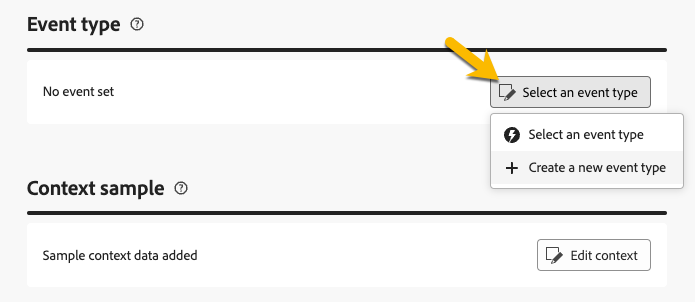 Event type
No event set
Select an event type
Select an event type
Create a new event type
Context sample
Sample context data added
Edit context